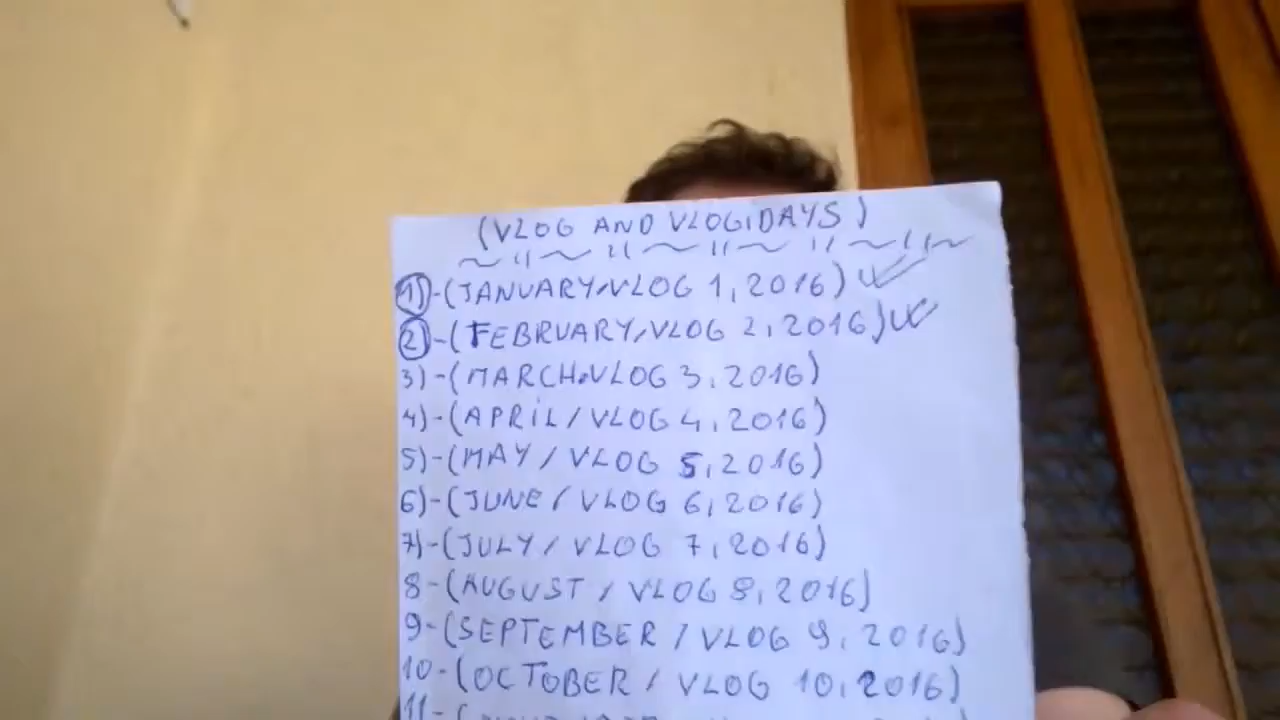 (VLOG AND VLOGIDAYS)
1)-(JANUARY/VLOG 1, 2016)
2)-(FEBRUARY/VLOG 2, 2016)
3)-(MARCH/VLOG 3, 2016)
4)-(APRIL/VLOG 4, 2016)
5)-(MAY/VLOG 5, 2016)
6)-(JUNE/VLOG 6, 2016)
7)-(JULY/VLOG 7, 2016)
8-(AUGUST/VLOG 8, 2016)
9-(SEPTEMBER/VLOG 9, 2016)
10-(OCTOBER/VLOG 10, 2016)
11-(